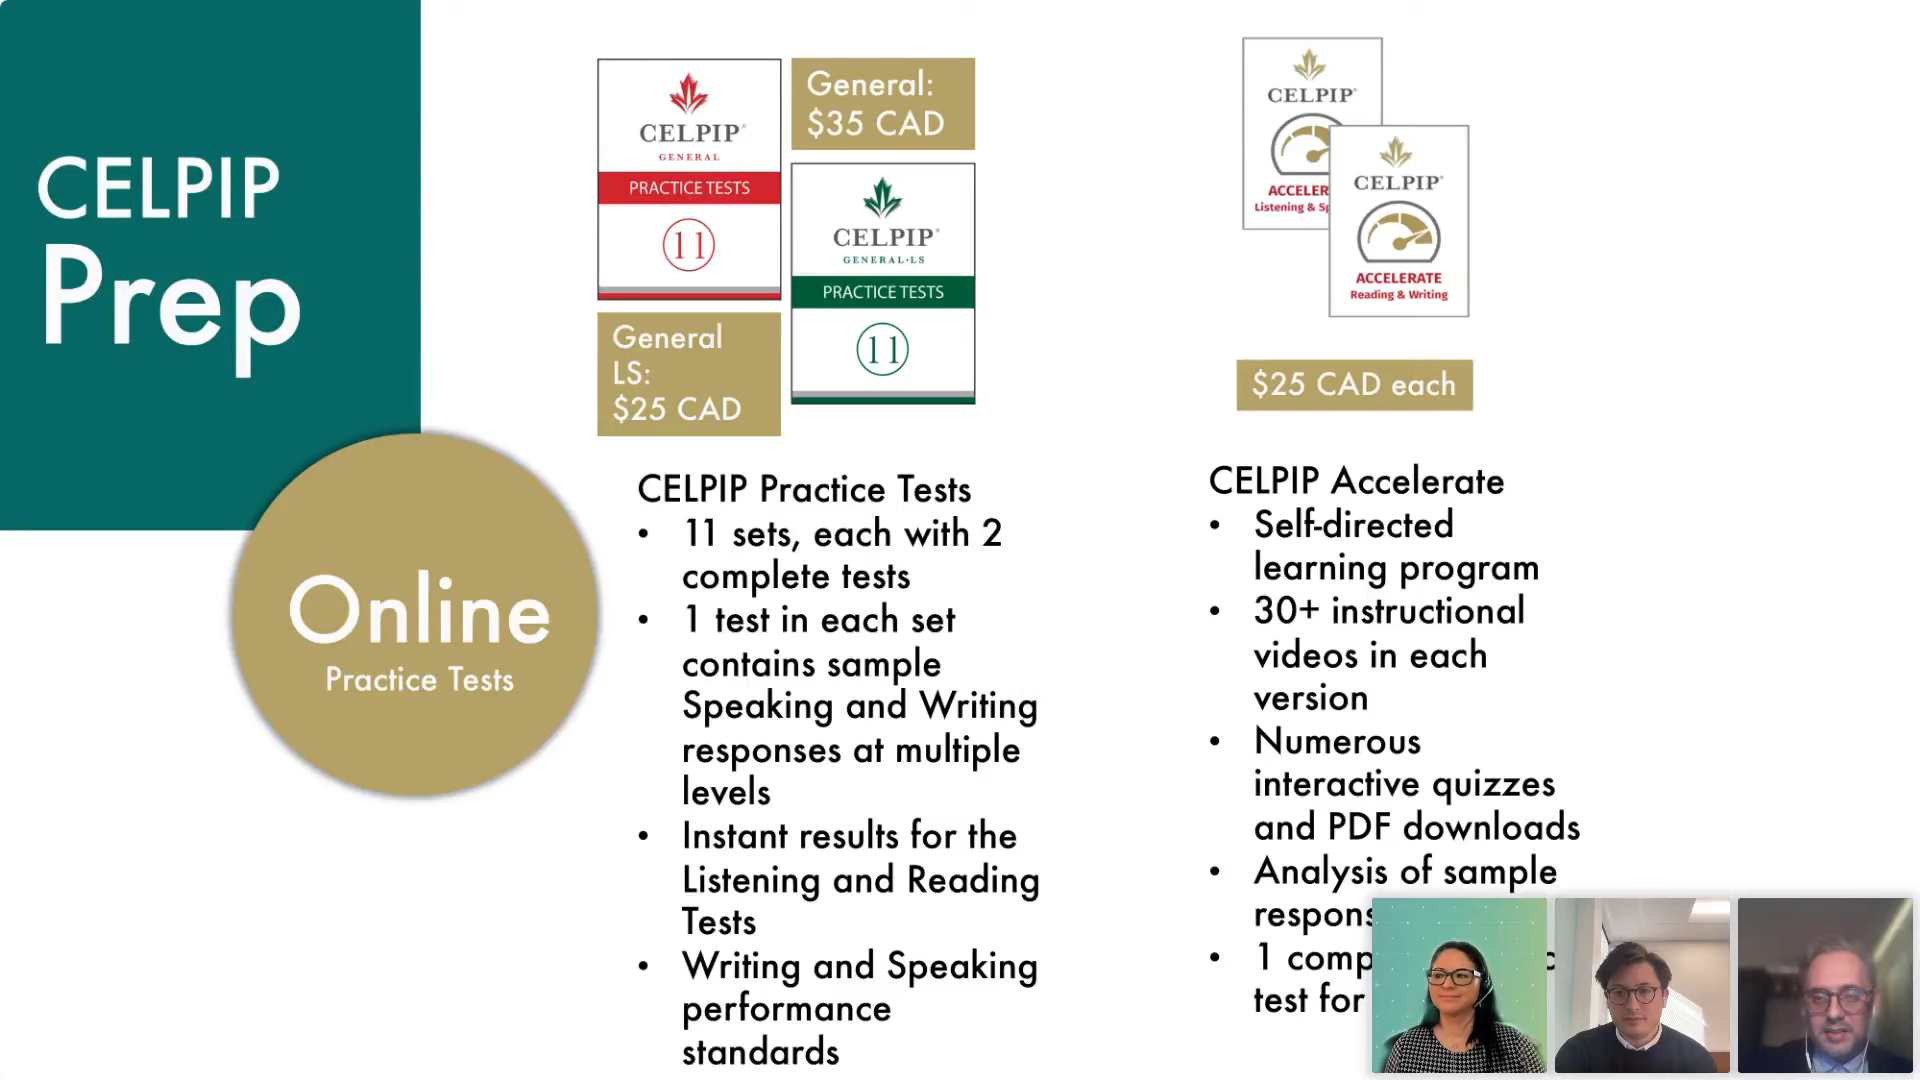 CELPIP
Prep
Online
Practice Tests
CELPIP®
GENERAL
PRACTICE TESTS
11
General:
$35 CAD
General
LS:
$25 CAD
CELPIP®
GENERAL·LS
PRACTICE TESTS
11
CELPIP Practice Tests
• 11 sets, each with 2
complete tests
• 1 test in each set
contains sample
Speaking and Writing
responses at multiple
levels
• Instant results for the
Listening and Reading
Tests
• Writing and Speaking
performance
standards
CELPIP®
Listening &
CELPIP®
ACCELERATE
Reading & Writing
$25 CAD each
CELPIP Accelerate
• Self-directed
learning program
• 30+ instructional
videos in each
version
• Numerous
interactive quizzes
and PDF downloads
• Analysis of sample
• 1
test for